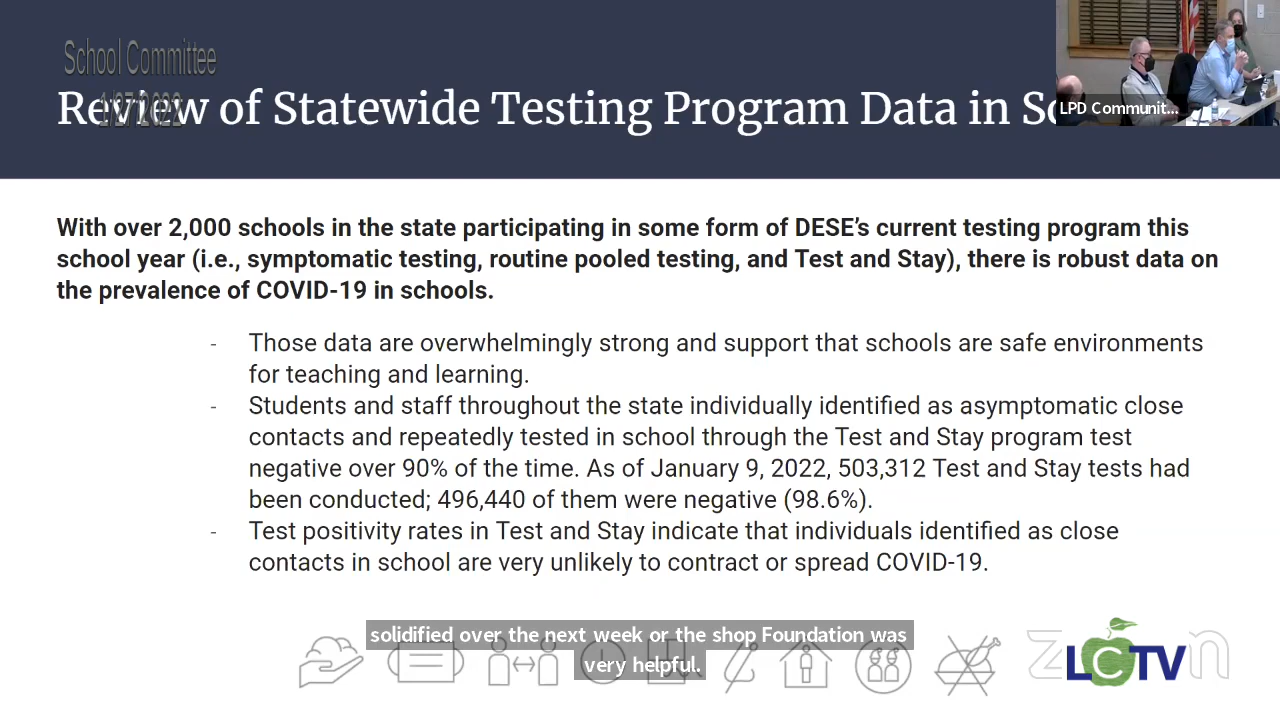 School Committee
1/27/2022
Review of Statewide Testing Program Data in
LPD Communit...
With over 2,000 schools in the state participating in some form of DESE’s current testing program this
school year (i.e., symptomatic testing, routine pooled testing, and Test and Stay), there is robust data on
the prevalence of COVID-19 in schools.
- Those data are overwhelmingly strong and support that schools are safe environments
for teaching and learning.
- Students and staff throughout the state individually identified as asymptomatic close
contacts and repeatedly tested in school through the Test and Stay program test
negative over 90% of the time. As of January 9, 2022, 503,312 Test and Stay tests had
been conducted; 496,440 of them were negative (98.6%).
- Test positivity rates in Test and Stay indicate that individuals identified as close
contacts in school are very unlikely to contract or spread COVID-19.
solidified over the next week or the shop Foundation was
very helpful.
zoom
LCTV